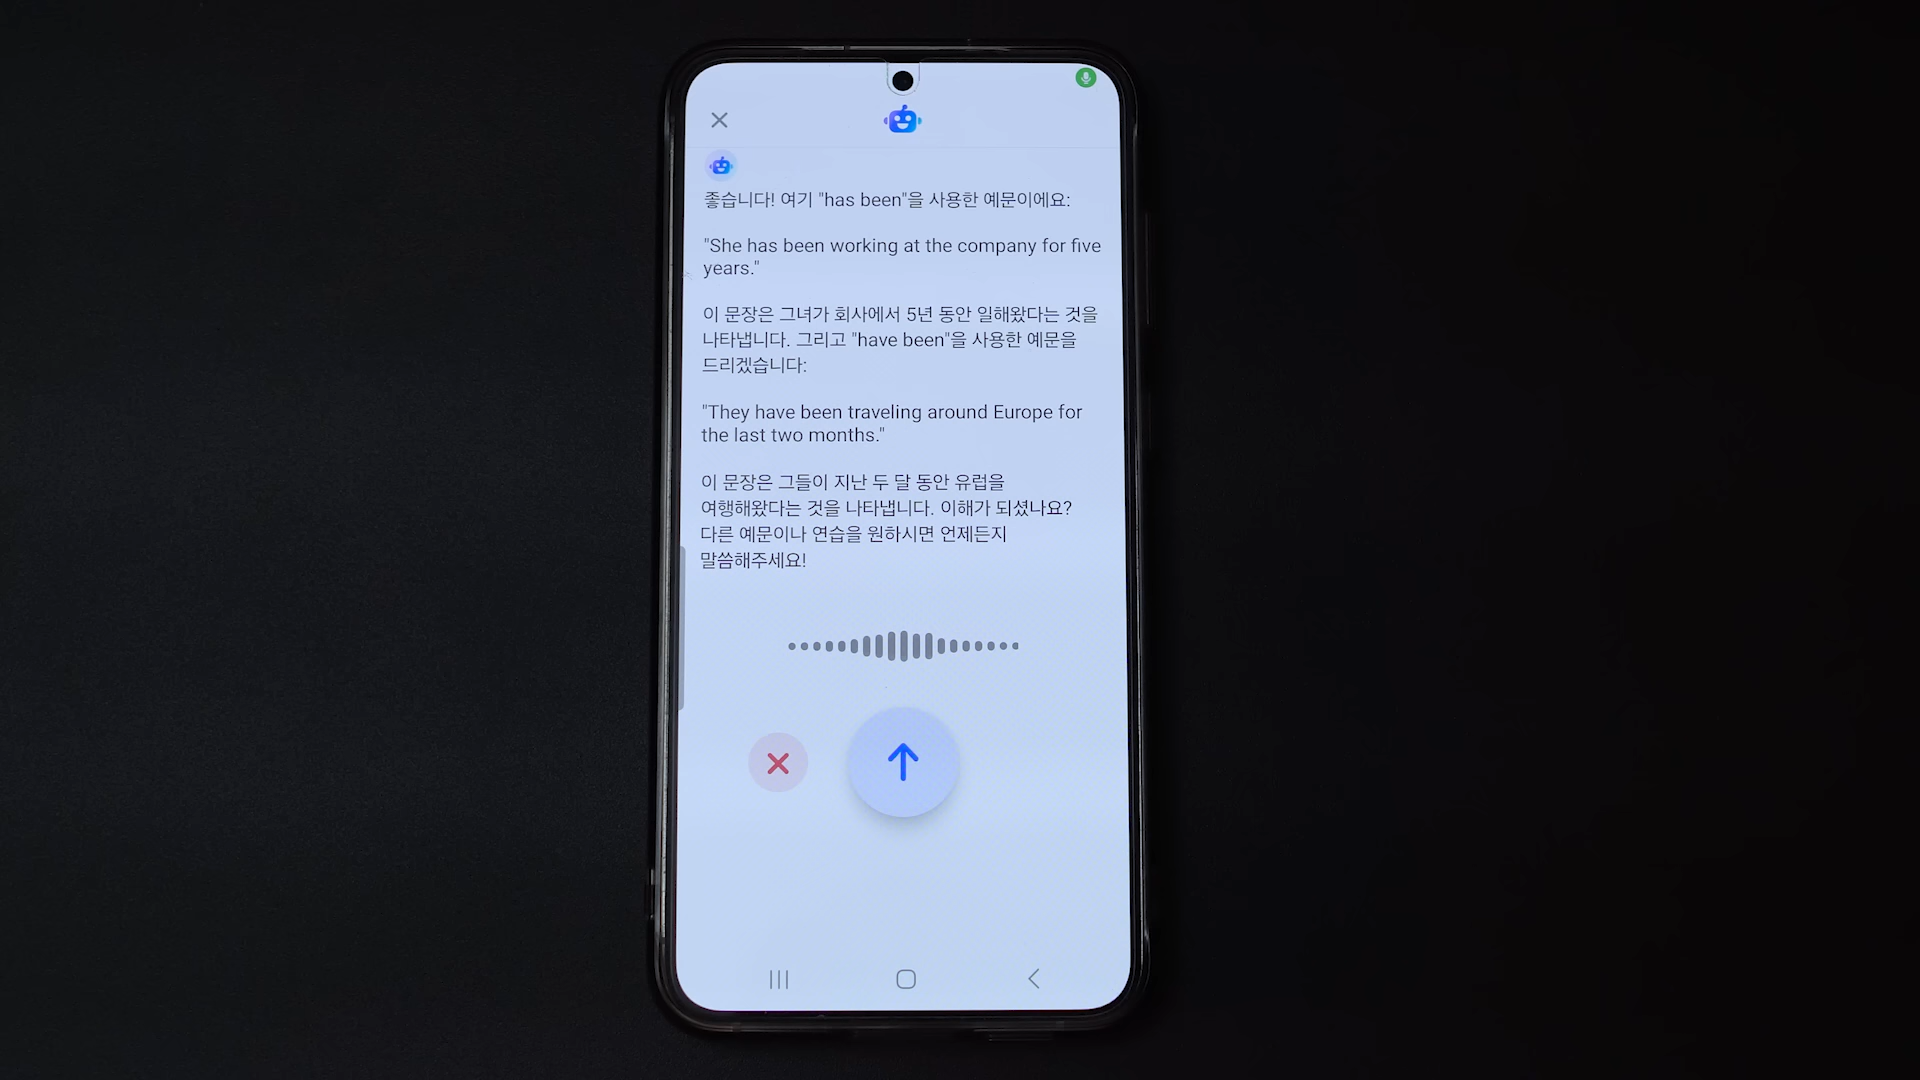 좋습니다! 여기 "has been"을 사용한 예문이에요:
"She has been working at the company for five
years."
이 문장은 그녀가 회사에서 5년 동안 일해왔다는 것을
나타냅니다. 그리고 "have been"을 사용한 예문을
드리겠습니다:
"They have been traveling around Europe for
the last two months."
이 문장은 그들이 지난 두 달 동안 유럽을
여행해왔다는 것을 나타냅니다. 이해가 되셨나요?
다른 예문이나 연습을 원하시면 언제든지
말씀해주세요!